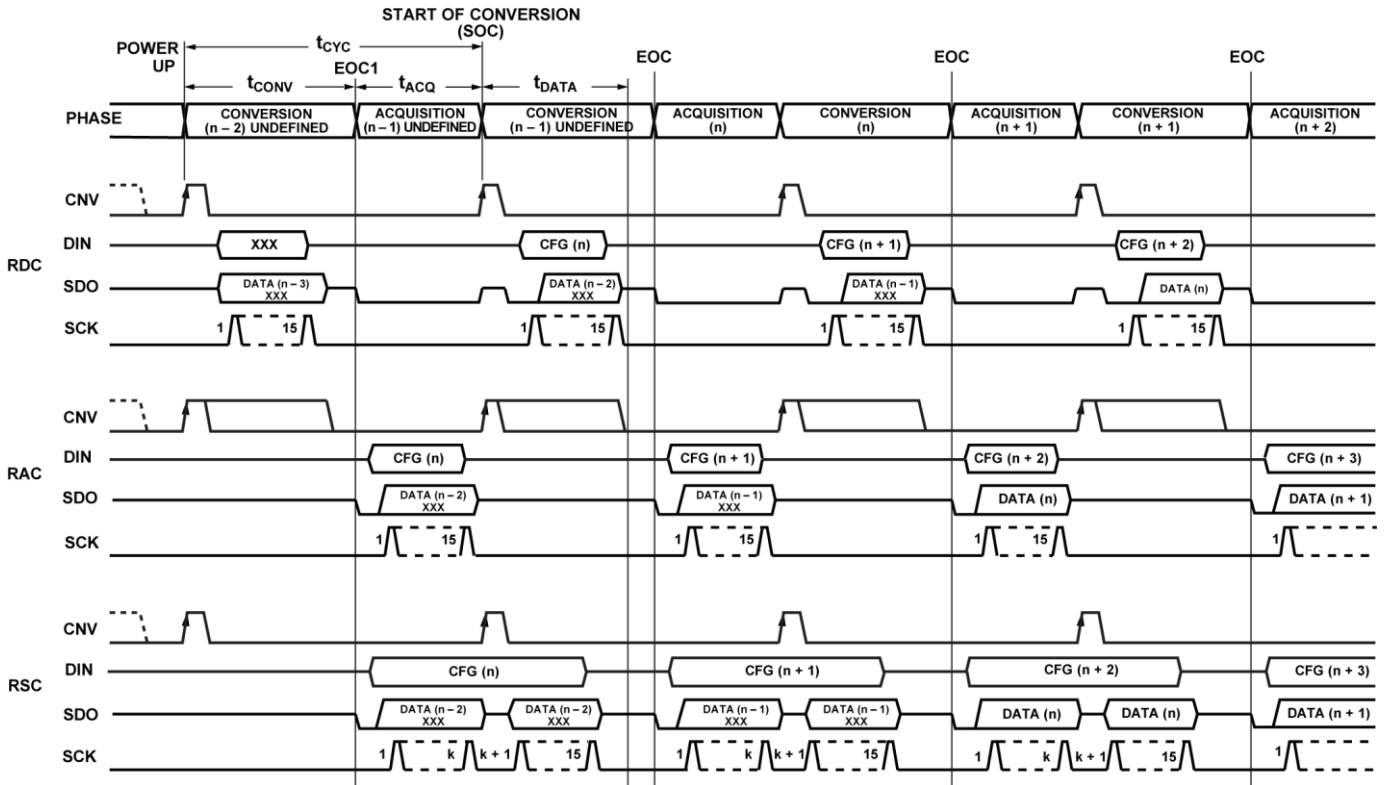 START OF CONVERSION
(SOC)
POWER
UP
tCYC
EOC1
EOC
EOC
EOC
tCONV
tACQ
tDATA
PHASE
CONVERSION
(n – 2) UNDEFINED
ACQUISITION
(n – 1) UNDEFINED
CONVERSION
(n – 1) UNDEFINED
ACQUISITION
(n)
CONVERSION
(n)
ACQUISITION
(n + 1)
CONVERSION
(n + 1)
ACQUISITION
(n + 2)
RDC
CNV
DIN
XXX
CFG (n)
CFG (n + 1)
CFG (n + 2)
SDO
DATA (n – 3)
XXX
DATA (n – 2)
XXX
DATA (n – 1)
XXX
DATA (n)
SCK
1 15
1 15
1 15
1 15
RAC
CNV
DIN
CFG (n)
CFG (n + 1)
CFG (n + 2)
CFG (n + 3)
SDO
DATA (n – 2)
XXX
DATA (n – 1)
XXX
DATA (n)
DATA (n + 1)
SCK
1 15
1 15
1 15
1
RSC
CNV
DIN
CFG (n)
CFG (n + 1)
CFG (n + 2)
CFG (n + 3)
SDO
DATA (n – 2)
XXX
DATA (n – 2)
XXX
DATA (n – 1)
XXX
DATA (n – 1)
XXX
DATA (n)
DATA (n)
DATA (n + 1)
SCK
1 k k + 1 15
1 k k + 1 15
1 k k + 1 15
1